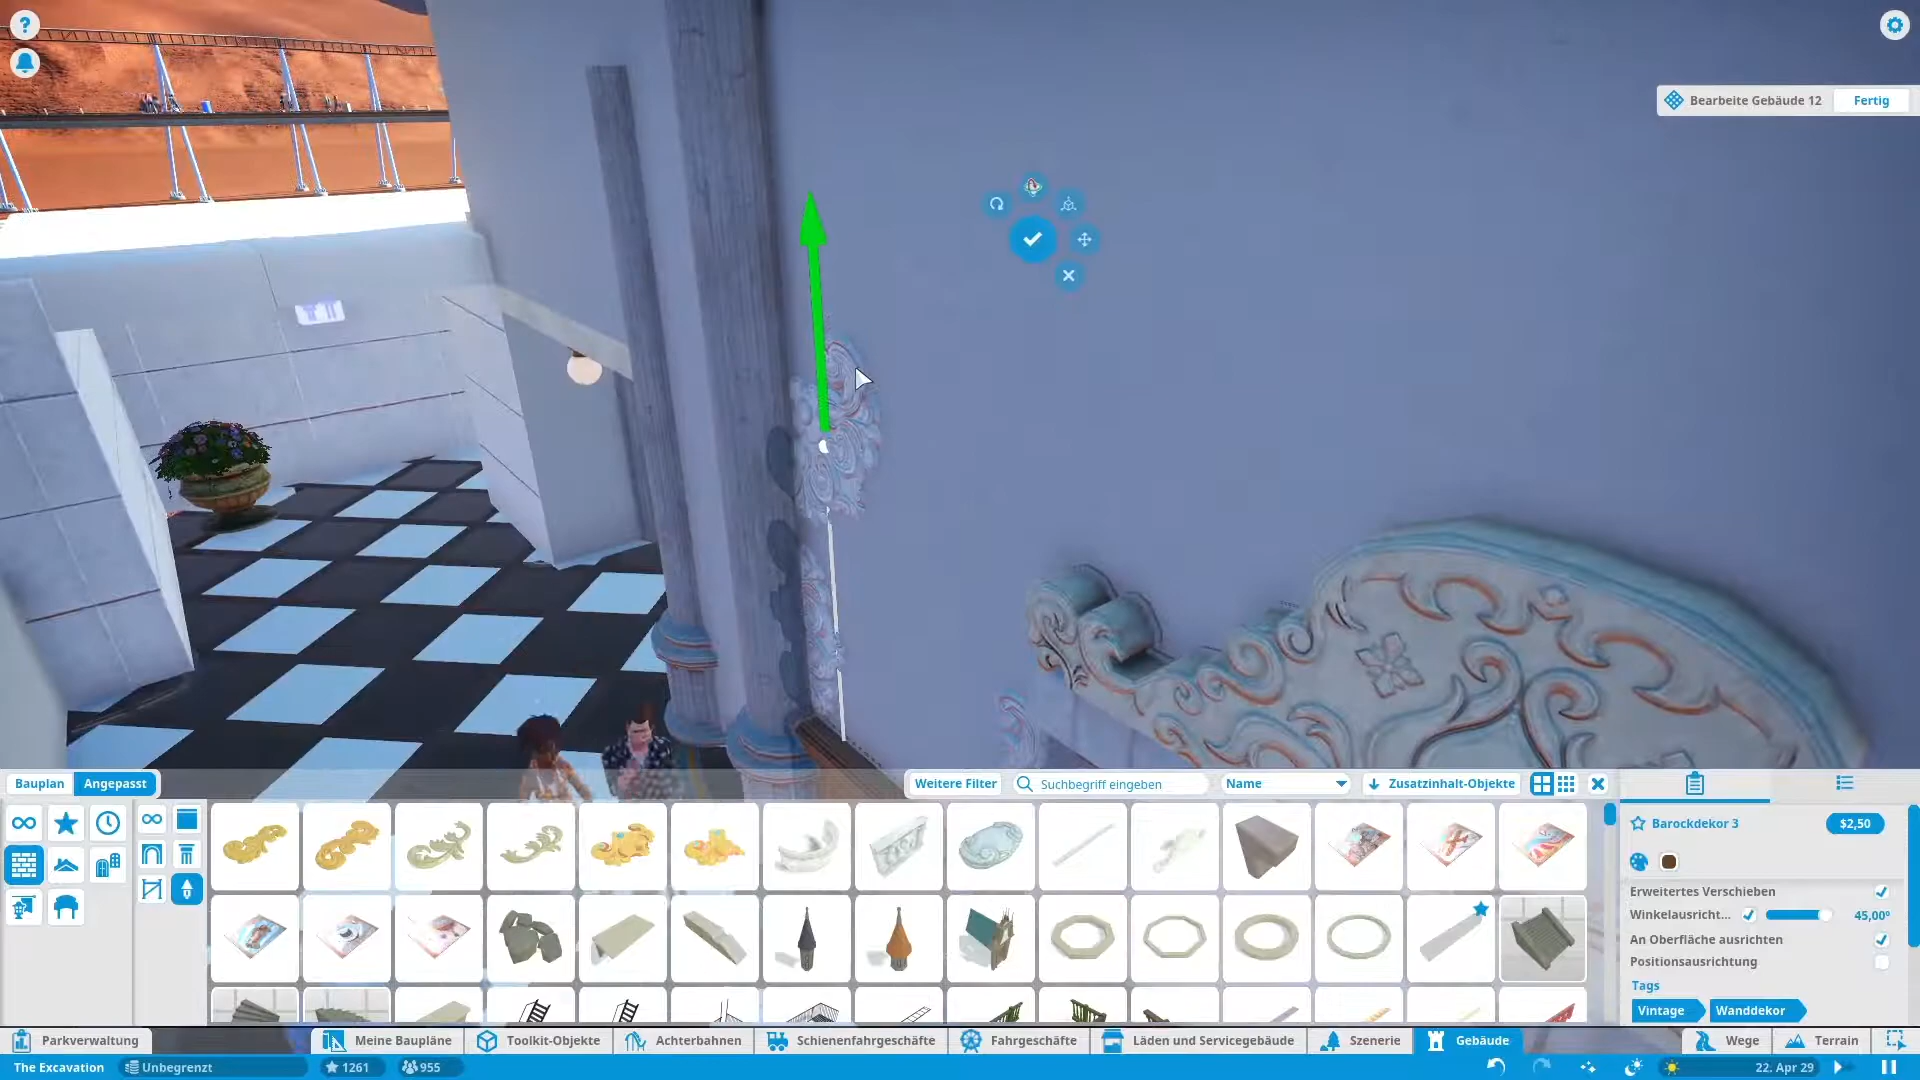 ?
Bearbeite Gebäude 12
Fertig
Bauplan
Angepasst
Weitere Filter
Suchbegriff eingeben
Name
Zusatzinhalt-Objekte
Barockdekor 3
$2,50
Erweitertes Verschieben
Winkelausricht...
45,00°
An Oberfläche ausrichten
Positionsausrichtung
Tags
Vintage
Wanddekor
Parkverwaltung
Meine Baupläne
Toolkit-Objekte
Achterbahnen
Schienenfahrgeschäfte
Fahrgeschäfte
Läden und Servicegebäude
Szenerie
Gebäude
Wege
Terrain
The Excavation
Unbegrenzt
1261
955
22. Apr 29